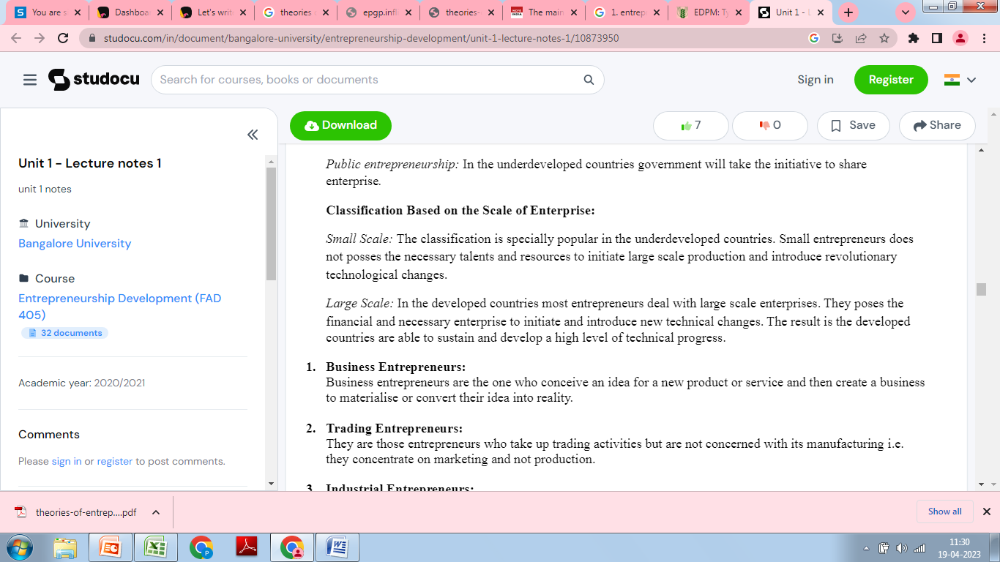 You are s
Dashboa
Let's writ
theories o
epgp.infl
theories-
The main
1. entrep
EDPM: Ty
Unit 1 - L
studocu.com/in/document/bangalore-university/entrepreneurship-development/unit-1-lecture-notes-1/10873950
studocu
Search for courses, books or documents
Sign in
Register
Download
7
0
Save
Share
Unit 1 - Lecture notes 1
unit 1 notes
University
Bangalore University
Course
Entrepreneurship Development (FAD
405)
32 documents
Academic year: 2020/2021
Comments
Please sign in or register to post comments.
Public entrepreneurship: In the underdeveloped countries government will take the initiative to share
enterprise.
Classification Based on the Scale of Enterprise:
Small Scale: The classification is specially popular in the underdeveloped countries. Small entrepreneurs does
not posses the necessary talents and resources to initiate large scale production and introduce revolutionary
technological changes.
Large Scale: In the developed countries most entrepreneurs deal with large scale enterprises. They poses the
financial and necessary enterprise to initiate and introduce new technical changes. The result is the developed
countries are able to sustain and develop a high level of technical progress.
1. Business Entrepreneurs:
Business entrepreneurs are the one who conceive an idea for a new product or service and then create a business
to materialise or convert their idea into reality.
2. Trading Entrepreneurs:
They are those entrepreneurs who take up trading activities but are not concerned with its manufacturing i.e.
they concentrate on marketing and not production.
3. Industrial Entrepreneurs:
theories-of-entrep....pdf
Show all
11:30
19-04-2023